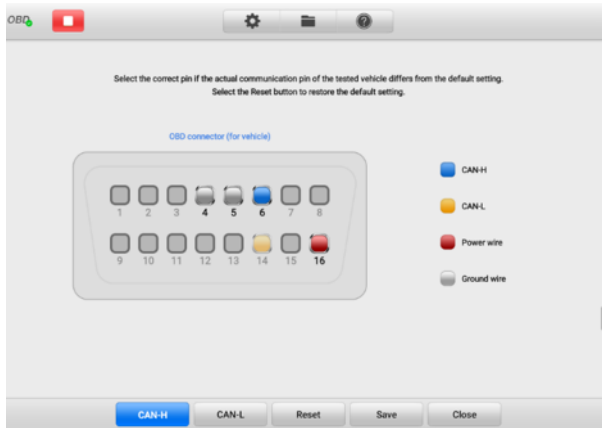 OBD
Select the correct pin if the actual communication pin of the tested vehicle differs from the default setting.
Select the Reset button to restore the default setting.
OBD connector (for vehicle)
1 2 3 4 5 6 7 8
9 10 11 12 13 14 15 16
CAN-H
CAN-L
Power wire
Ground wire
CAN-H CAN-L Reset Save Close